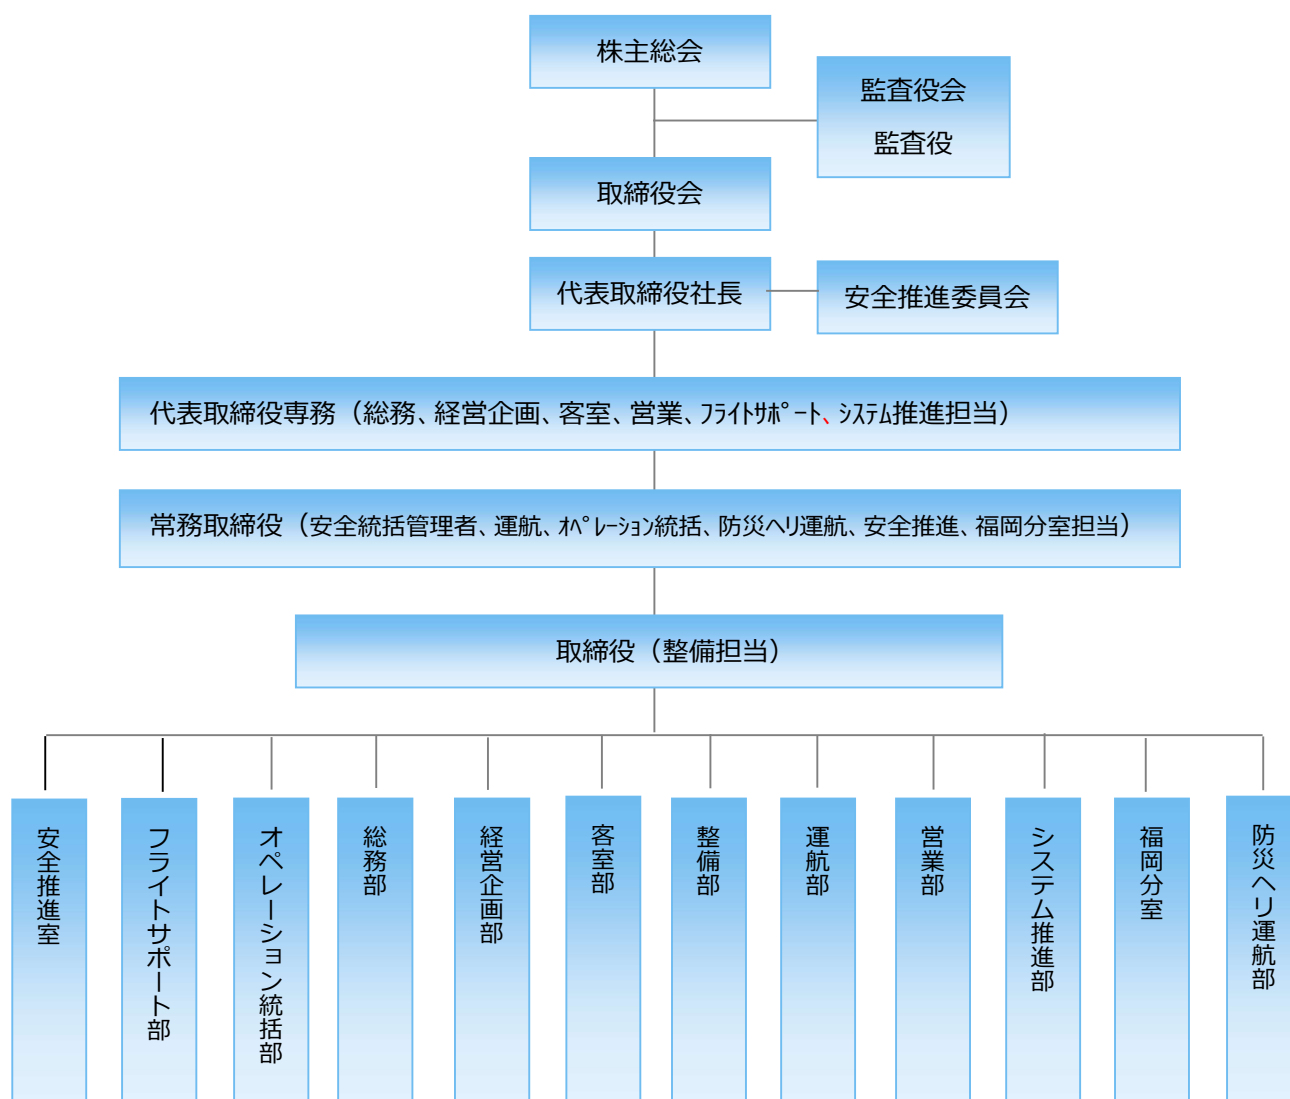 株主総会
監査役会
監査役
取締役会
代表取締役社長
安全推進委員会
代表取締役専務（総務、経営企画、客室、営業、ﾌﾗｲﾄｻﾎﾟｰﾄ、ｼｽﾃﾑ推進担当）
常務取締役（安全統括管理者、運航、ｵﾍﾟﾚｰｼｮﾝ統括、防災ヘリ運航、安全推進、福岡分室担当）
取締役（整備担当）
安全推進室
フライトサポート部
オペレーション統括部
総務部
経営企画部
客室部
整備部
運航部
営業部
システム推進部
福岡分室
防災ヘリ運航部